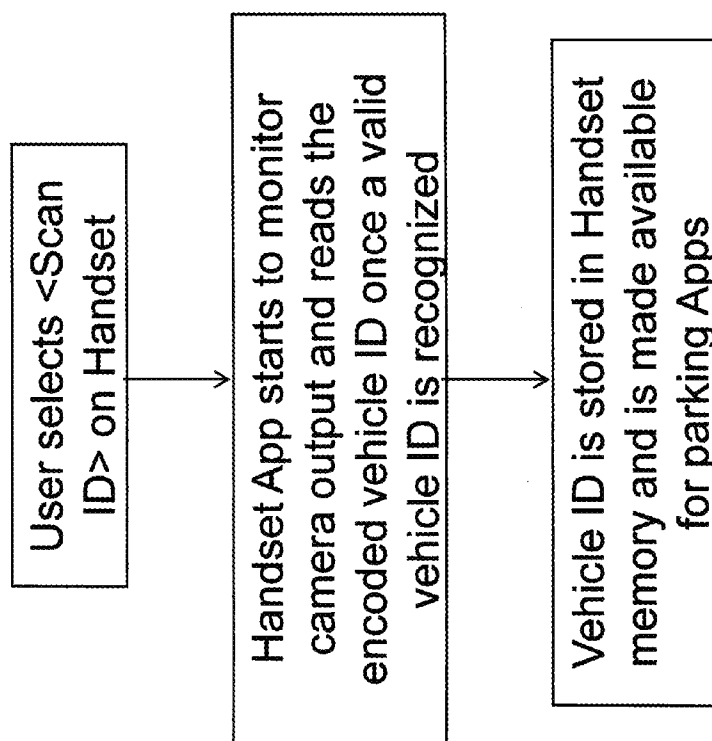 User selects <Scan
ID> on Handset
Handset App starts to monitor
camera output and reads the
encoded vehicle ID once a valid
vehicle ID is recognized
Vehicle ID is stored in Handset
memory and is made available
for parking Apps